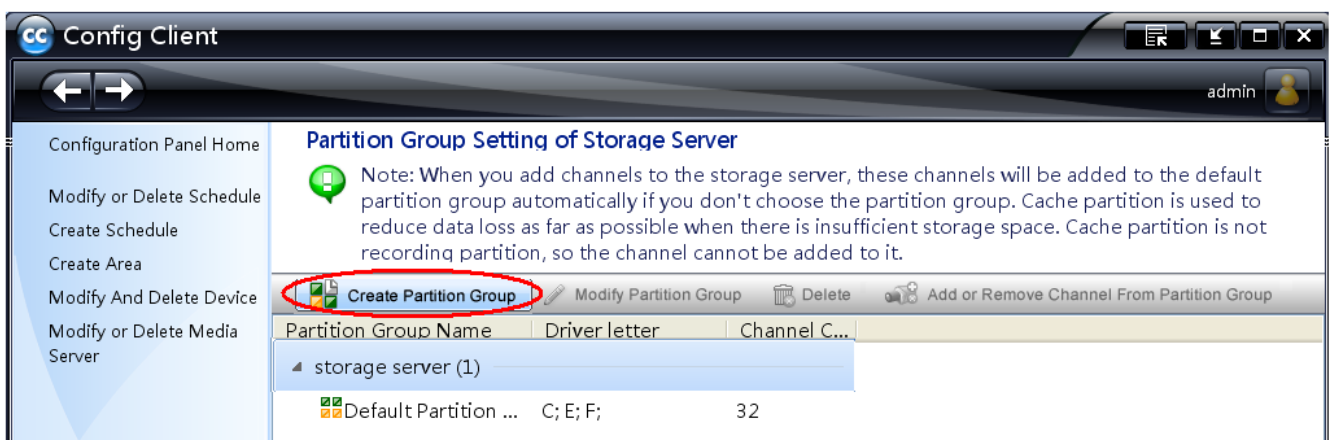 CC Config Client
admin
Configuration Panel Home
Modify or Delete Schedule
Create Schedule
Create Area
Modify And Delete Device
Modify or Delete Media
Server
Partition Group Setting of Storage Server
Note: When you add channels to the storage server, these channels will be added to the default
partition group automatically if you don't choose the partition group. Cache partition is used to
reduce data loss as far as possible when there is insufficient storage space. Cache partition is not
recording partition, so the channel cannot be added to it.
Create Partition Group Modify Partition Group Delete Add or Remove Channel From Partition Group
Partition Group Name Driver letter Channel C...
storage server (1)
Default Partition ... C; E; F; 32